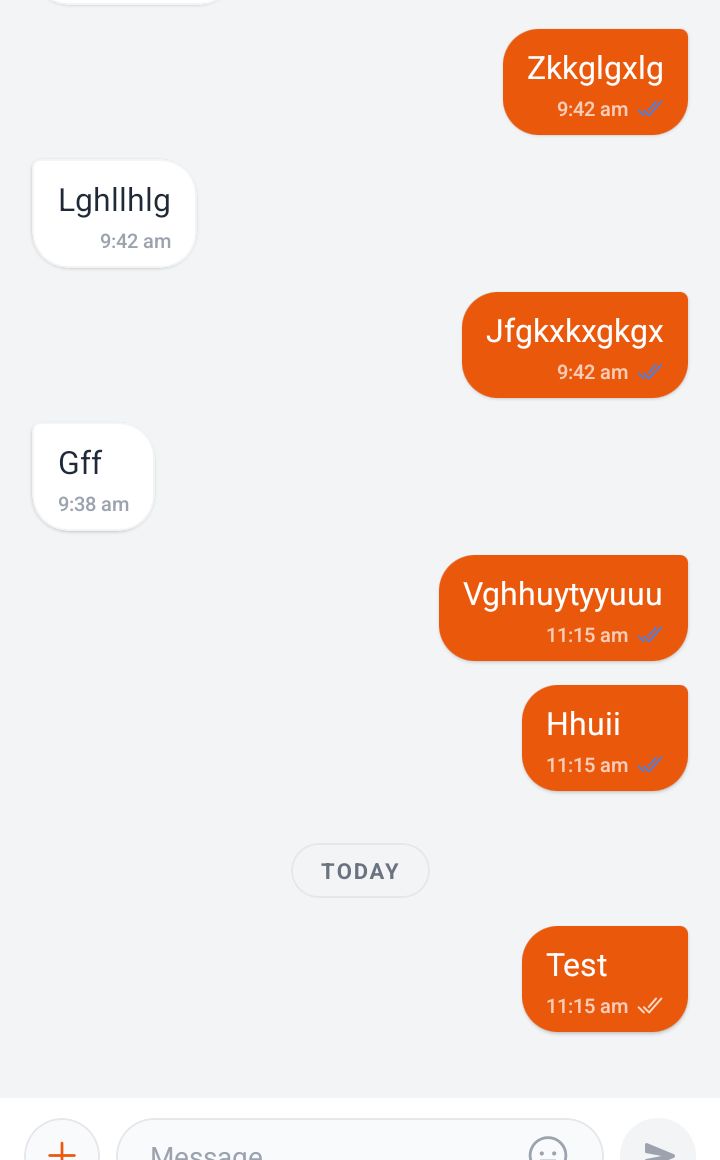 Zkkglgxlg
9:42 am
Lghllhlg
9:42 am
Jfgkxkxgkgx
9:42 am
Gff
9:38 am
Vghhuytyyuuu
11:15 am
Hhuii
11:15 am
TODAY
Test
11:15 am
Message